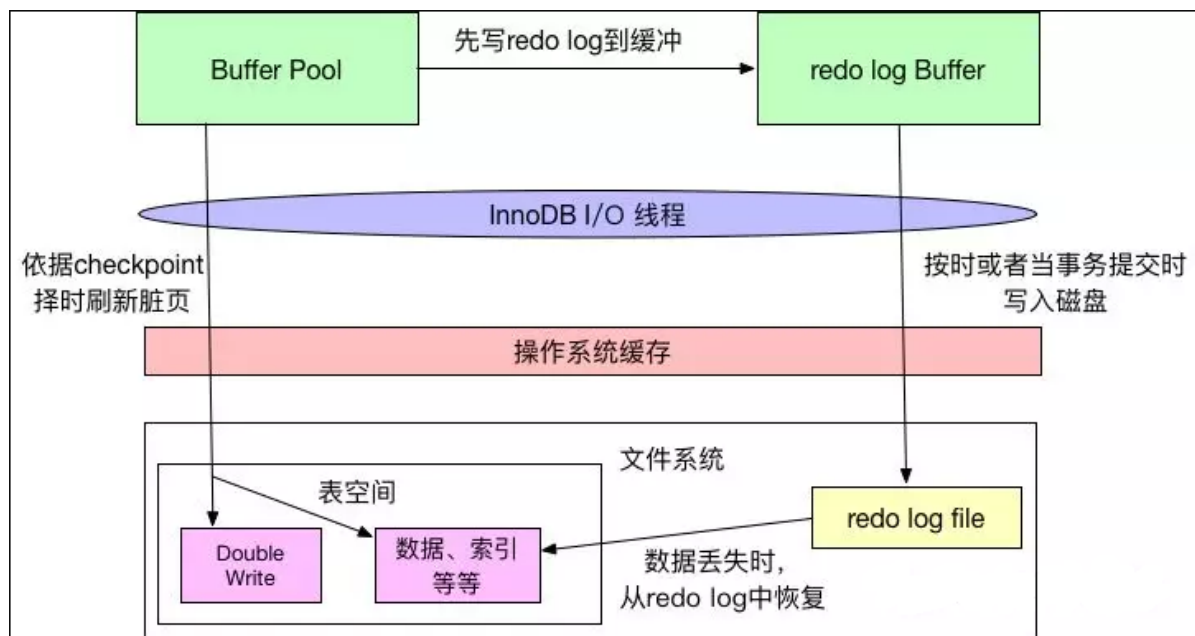 先写redo log到缓冲
Buffer Pool
redo log Buffer
InnoDB I/O 线程
依据checkpoint
择时刷新脏页
按时或者当事务提交时
写入磁盘
操作系统缓存
文件系统
表空间
redo log file
Double
Write
数据、索引
等等
数据丢失时，
从redo log中恢复